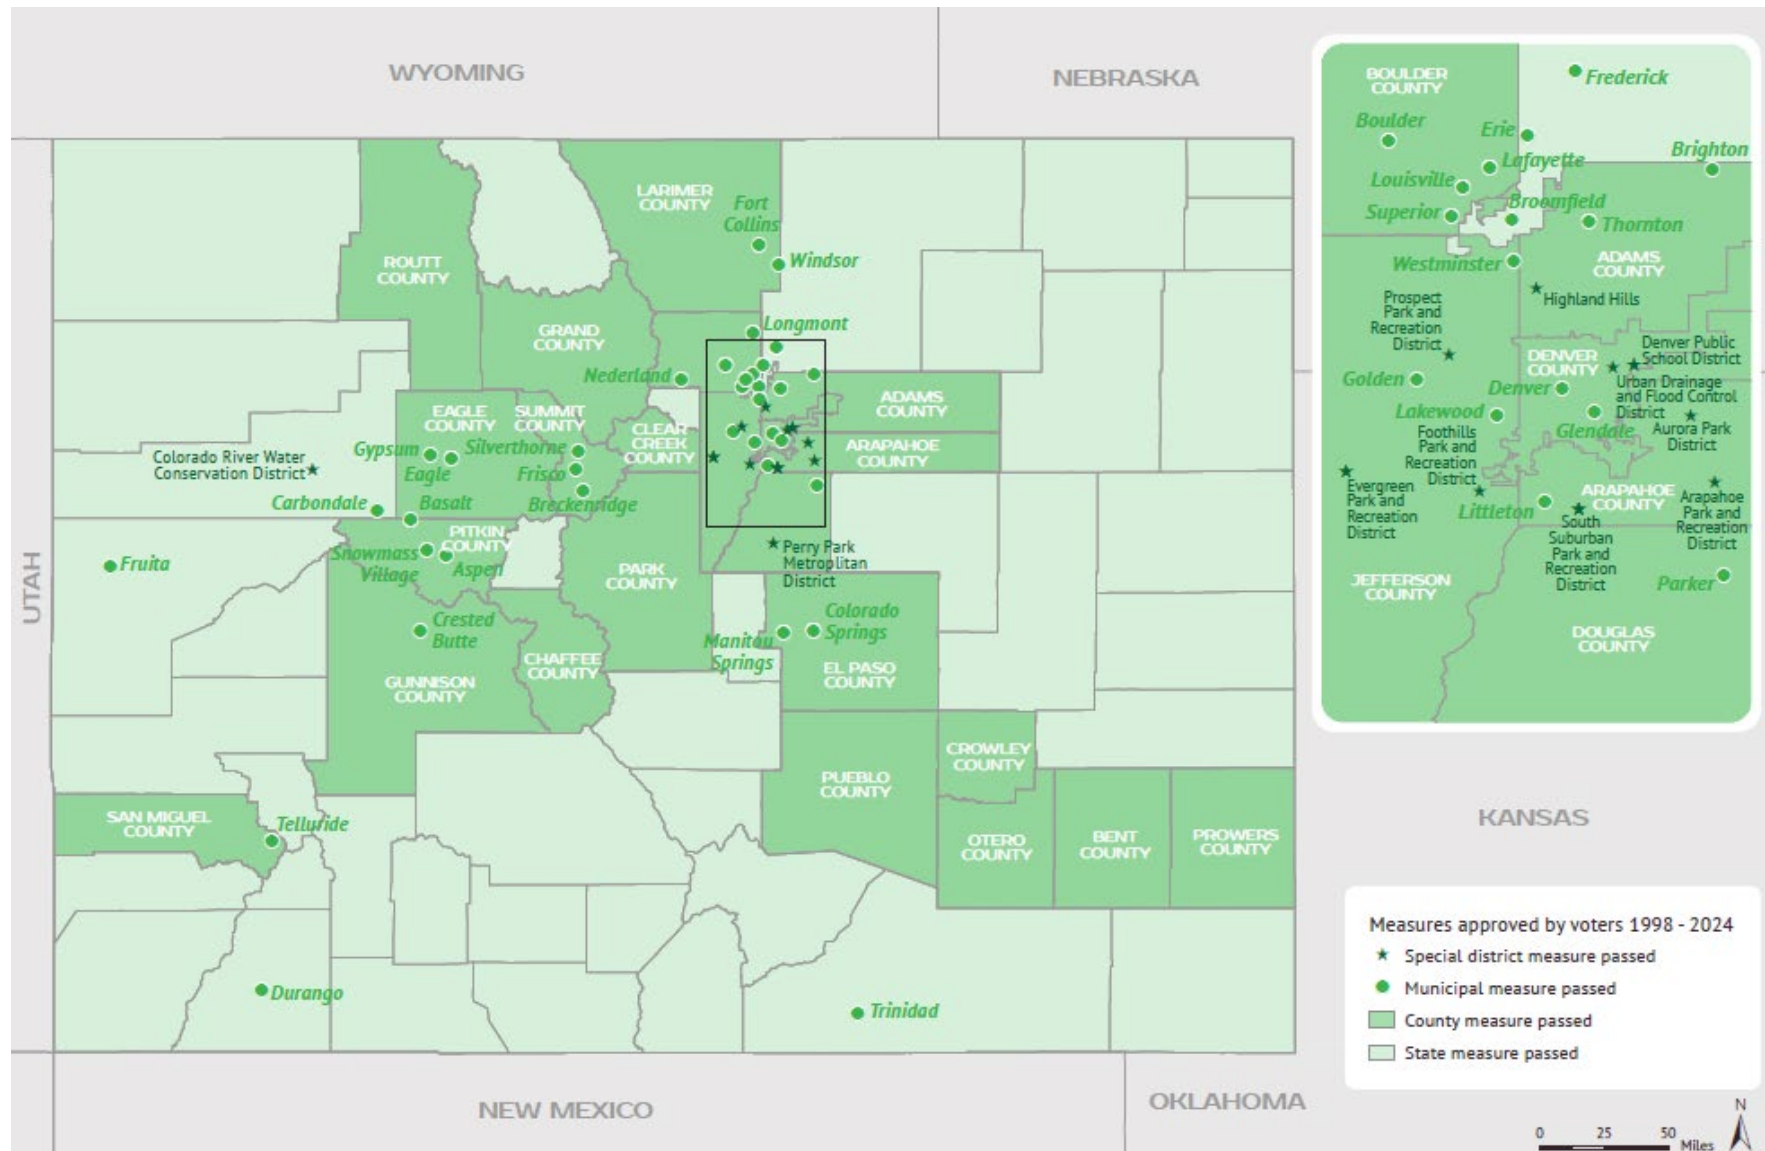 WYOMING
NEBRASKA
UTAH
KANSAS
NEW MEXICO
OKLAHOMA
LARIMER
COUNTY
Fort
Collins
Windsor
ROUTT
COUNTY
GRAND
COUNTY
Longmont
Nederland
EAGLE
COUNTY
SUMMIT
COUNTY
CLEAR
CREEK
COUNTY
ADAMS
COUNTY
ARAPAHOE
COUNTY
Gypsum
Eagle
Silverthorne
Frisco
Breckenridge
Colorado River Water
Conservation District
Carbondale
Basalt
PITKIN
COUNTY
Snowmass
Village
Aspen
Fruita
PARK
COUNTY
Perry Park
Metroplitan
District
Crested
Butte
Colorado
Springs
Manitou
Springs
CHAFFEE
COUNTY
GUNNISON
COUNTY
EL PASO
COUNTY
CROWLEY
COUNTY
PUEBLO
COUNTY
SAN MIGUEL
COUNTY
Telluride
OTERO
COUNTY
BENT
COUNTY
PROWERS
COUNTY
Durango
Trinidad
BOULDER
COUNTY
Frederick
Boulder
Erie
Lafayette
Brighton
Louisville
Broomfield
Superior
Thornton
Westminster
ADAMS
COUNTY
Highland Hills
Prospect
Park and
Recreation
District
DENVER
COUNTY
Denver Public
School District
Golden
Denver
Urban Drainage
and Flood Control
District
Lakewood
Glendale
Aurora Park
District
Foothills
Park and
Recreation
District
Evergreen
Park and
Recreation
District
Littleton
ARAPAHOE
COUNTY
Arapahoe
Park and
Recreation
District
South
Suburban
Park and
Recreation
District
JEFFERSON
COUNTY
Parker
DOUGLAS
COUNTY
Measures approved by voters 1998 - 2024
Special district measure passed
Municipal measure passed
County measure passed
State measure passed
N
0 25 50 Miles